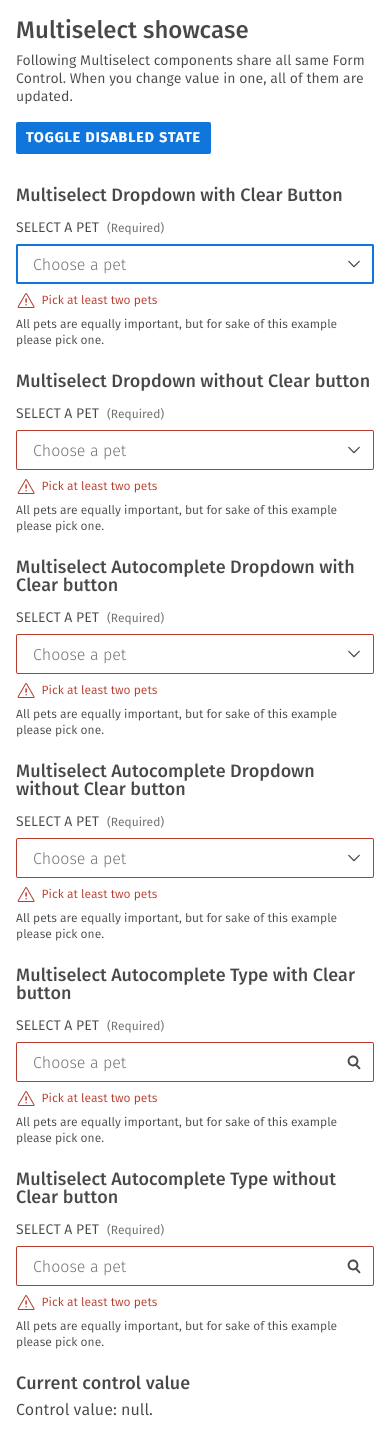 Multiselect showcase
Following Multiselect components share all same Form
Control. When you change value in one, all of them are
updated.
TOGGLE DISABLED STATE
Multiselect Dropdown with Clear Button
SELECT A PET (Required)
Choose a pet
Pick at least two pets
All pets are equally important, but for sake of this example
please pick one.
Multiselect Dropdown without Clear button
SELECT A PET (Required)
Choose a pet
Pick at least two pets
All pets are equally important, but for sake of this example
please pick one.
Multiselect Autocomplete Dropdown with
Clear button
SELECT A PET (Required)
Choose a pet
Pick at least two pets
All pets are equally important, but for sake of this example
please pick one.
Multiselect Autocomplete Dropdown
without Clear button
SELECT A PET (Required)
Choose a pet
Pick at least two pets
All pets are equally important, but for sake of this example
please pick one.
Multiselect Autocomplete Type with Clear
button
SELECT A PET (Required)
Choose a pet
Pick at least two pets
All pets are equally important, but for sake of this example
please pick one.
Multiselect Autocomplete Type without
Clear button
SELECT A PET (Required)
Choose a pet
Pick at least two pets
All pets are equally important, but for sake of this example
please pick one.
Current control value
Control value: null.